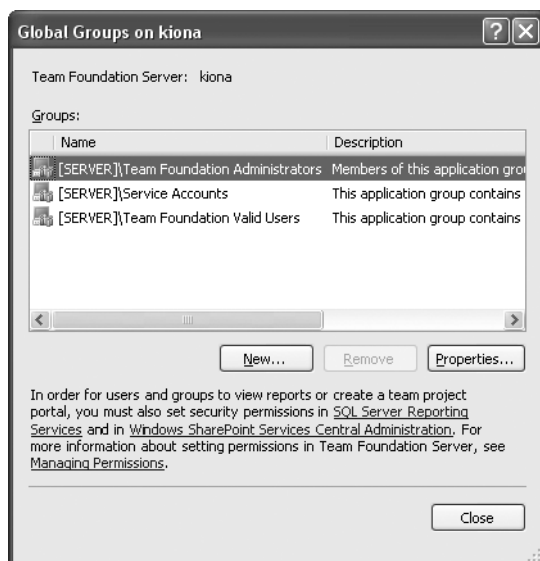 Global Groups on kiona
Team Foundation Server: kiona
Groups:
Name Description
[SERVER]\Team Foundation Administrators Members of this application grou
[SERVER]\Service Accounts This application group contains
[SERVER]\Team Foundation Valid Users This application group contains
New... Remove Properties...
In order for users and groups to view reports or create a team project
portal, you must also set security permissions in SQL Server Reporting
Services and in Windows SharePoint Services Central Administration. For
more information about setting permissions in Team Foundation Server, see
Managing Permissions.
Close